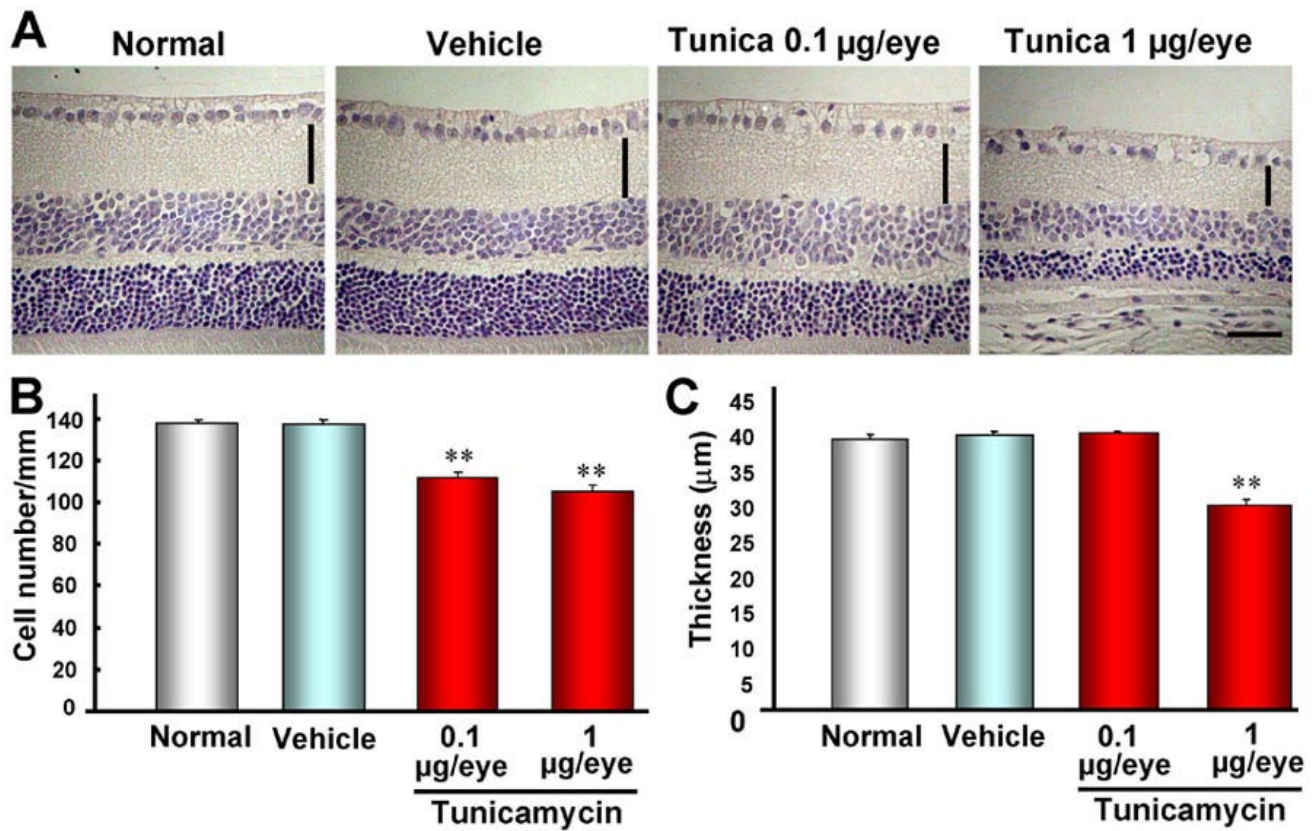 A
Normal
Vehicle
Tunica 0.1 µg/eye
Tunica 1 µg/eye
B
Cell number/mm
140
120
100
80
60
40
20
0
**
**
Normal
Vehicle
0.1
µg/eye
1
µg/eye
Tunicamycin
C
Thickness (µm)
45
40
35
30
25
20
15
10
5
0
**
Normal
Vehicle
0.1
µg/eye
1
µg/eye
Tunicamycin